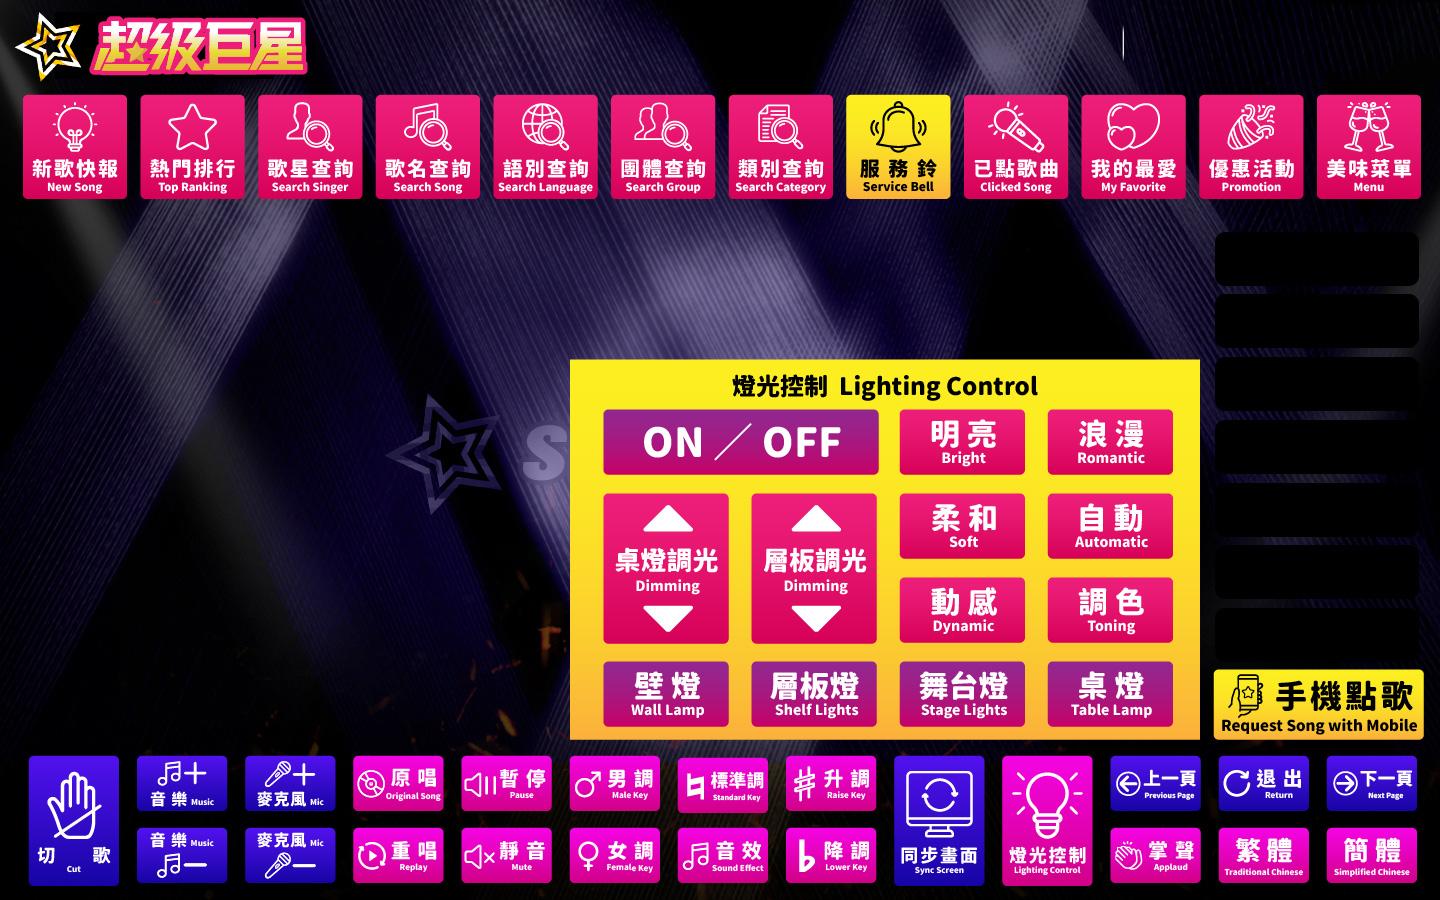 超级巨星
新歌快報
New Song
熱門排行
Top Ranking
歌星查詢
Search Singer
歌名查詢
Search Song
語別查詢
Search Language
團體查詢
Search Group
類別查詢
Search Category
服務鈴
Service Bell
已點歌曲
Clicked Song
我的最愛
My Favorite
優惠活動
Promotion
美味菜單
Menu
S
燈光控制 Lighting Control
ON／OFF
明亮
Bright
浪漫
Romantic
桌燈調光
Dimming
層板調光
Dimming
柔和
Soft
自動
Automatic
動感
Dynamic
調色
Toning
壁燈
Wall Lamp
層板燈
Shelf Lights
舞台燈
Stage Lights
桌燈
Table Lamp
手機點歌
Request Song with Mobile
切歌
Cut
音樂 Music
麥克風 Mic
原唱
Original Song
暫停
Pause
男調
Male Key
標準調
Standard Key
升調
Raise Key
同步畫面
Sync Screen
燈光控制
Lighting Control
上一頁
Previous Page
退出
Return
下一頁
Next Page
音樂 Music
麥克風 Mic
重唱
Replay
靜音
Mute
女調
Female Key
音效
Sound Effect
降調
Lower Key
掌聲
Applaud
繁體
Traditional Chinese
簡體
Simplified Chinese